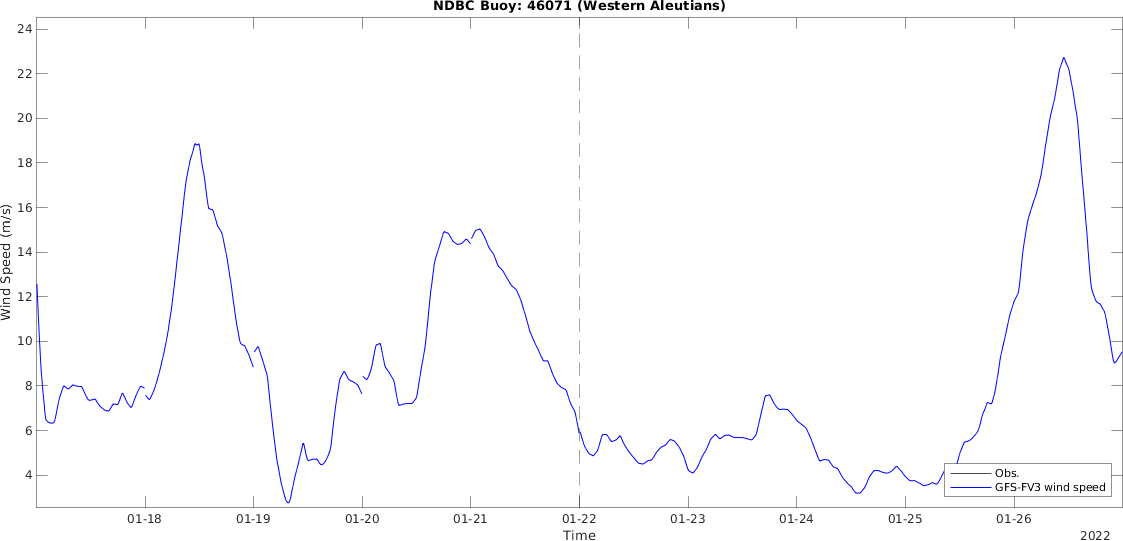 NDBC Buoy: 46071 (Western Aleutians)
24
22
20
18
16
14
12
10
8
6
4
Wind Speed (m/s)
Obs.
GFS-FV3 wind speed
01-18 01-19 01-20 01-21 01-22 01-23 01-24 01-25 01-26
Time
2022